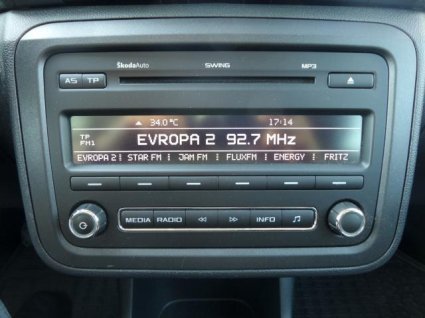 ŠkodaAuto SWING MP3
AS TP
34.0 °C 17:14
TP
FM1
EVROPA 2 92.7 MHz
EVROPA 2 STAR FM JAM FM FLUXFM ENERGY FRITZ
MEDIA RADIO INFO